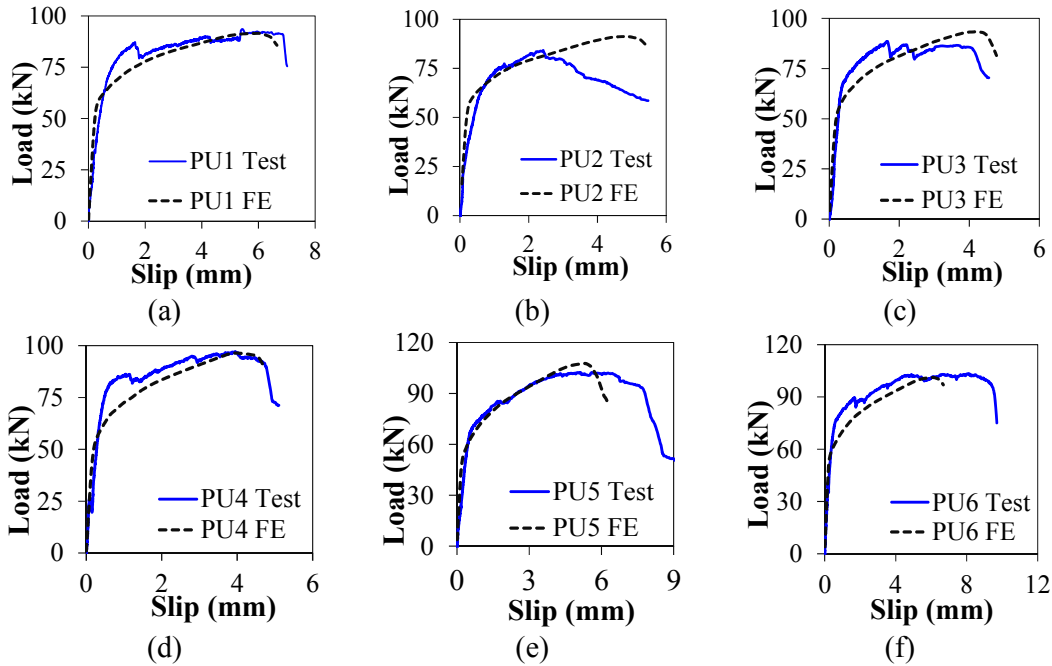 100
75
50
25
0
Load (kN)
PU1 Test
PU1 FE
0 2 4 6 8
Slip (mm)
(a)
100
75
50
25
0
Load (kN)
PU2 Test
PU2 FE
0 2 4 6
Slip (mm)
(b)
100
75
50
25
0
Load (kN)
PU3 Test
PU3 FE
0 2 4 6
Slip (mm)
(c)
100
75
50
25
0
Load (kN)
PU4 Test
PU4 FE
0 2 4 6
Slip (mm)
(d)
120
90
60
30
0
Load (kN)
PU5 Test
PU5 FE
0 3 6 9
Slip (mm)
(e)
120
90
60
30
0
Load (kN)
PU6 Test
PU6 FE
0 4 8 12
Slip (mm)
(f)